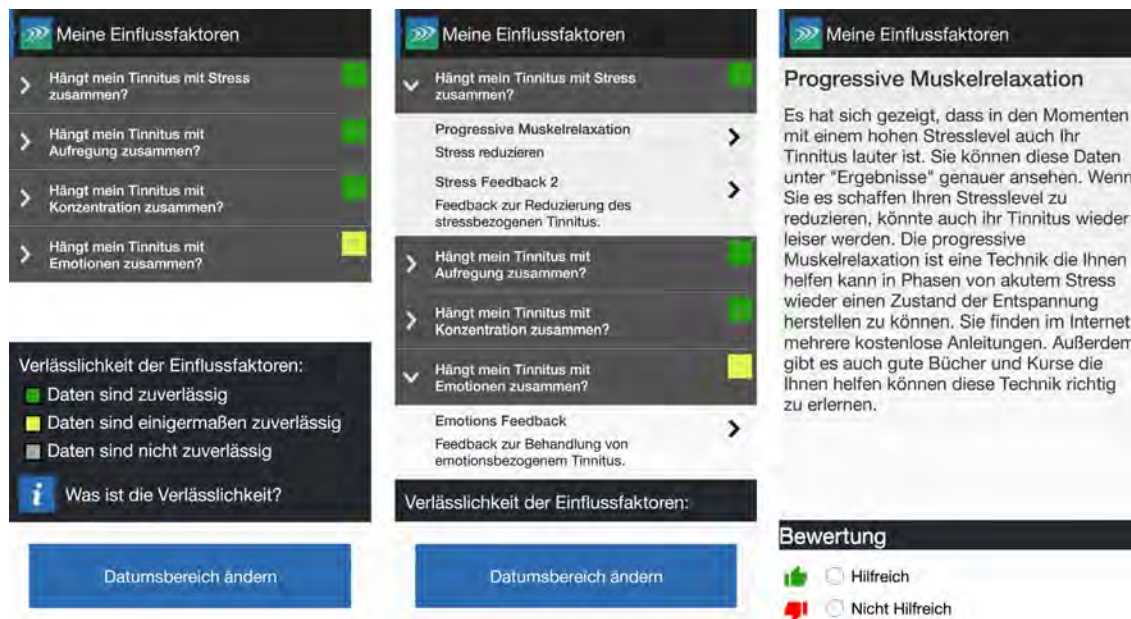 Meine Einflussfaktoren
Hängt mein Tinnitus mit Stress
zusammen?
Hängt mein Tinnitus mit
Aufregung zusammen?
Hängt mein Tinnitus mit
Konzentration zusammen?
Hängt mein Tinnitus mit
Emotionen zusammen?
Verlässlichkeit der Einflussfaktoren:
Daten sind zuverlässig
Daten sind einigermaßen zuverlässig
Daten sind nicht zuverlässig
i Was ist die Verlässlichkeit?
Datumsbereich ändern
Meine Einflussfaktoren
Hängt mein Tinnitus mit Stress
zusammen?
Progressive Muskelrelaxation
Stress reduzieren
Stress Feedback 2
Feedback zur Reduzierung des
stressbezogenen Tinnitus.
Hängt mein Tinnitus mit
Aufregung zusammen?
Hängt mein Tinnitus mit
Konzentration zusammen?
Hängt mein Tinnitus mit
Emotionen zusammen?
Emotions Feedback
Feedback zur Behandlung von
emotionsbezogenem Tinnitus.
Verlässlichkeit der Einflussfaktoren:
Datumsbereich ändern
Meine Einflussfaktoren
Progressive Muskelrelaxation
Es hat sich gezeigt, dass in den Momenten
mit einem hohen Stresslevel auch Ihr
Tinnitus lauter ist. Sie können diese Daten
unter "Ergebnisse" genauer ansehen. Wenn
Sie es schaffen Ihren Stresslevel zu
reduzieren, könnte auch ihr Tinnitus wieder
leiser werden. Die progressive
Muskelrelaxation ist eine Technik die Ihnen
helfen kann in Phasen von akutem Stress
wieder einen Zustand der Entspannung
herstellen zu können. Sie finden im Internet
mehrere kostenlose Anleitungen. Außerdem
gibt es auch gute Bücher und Kurse die
Ihnen helfen können diese Technik richtig
zu erlernen.
Bewertung
Hilfreich
Nicht Hilfreich